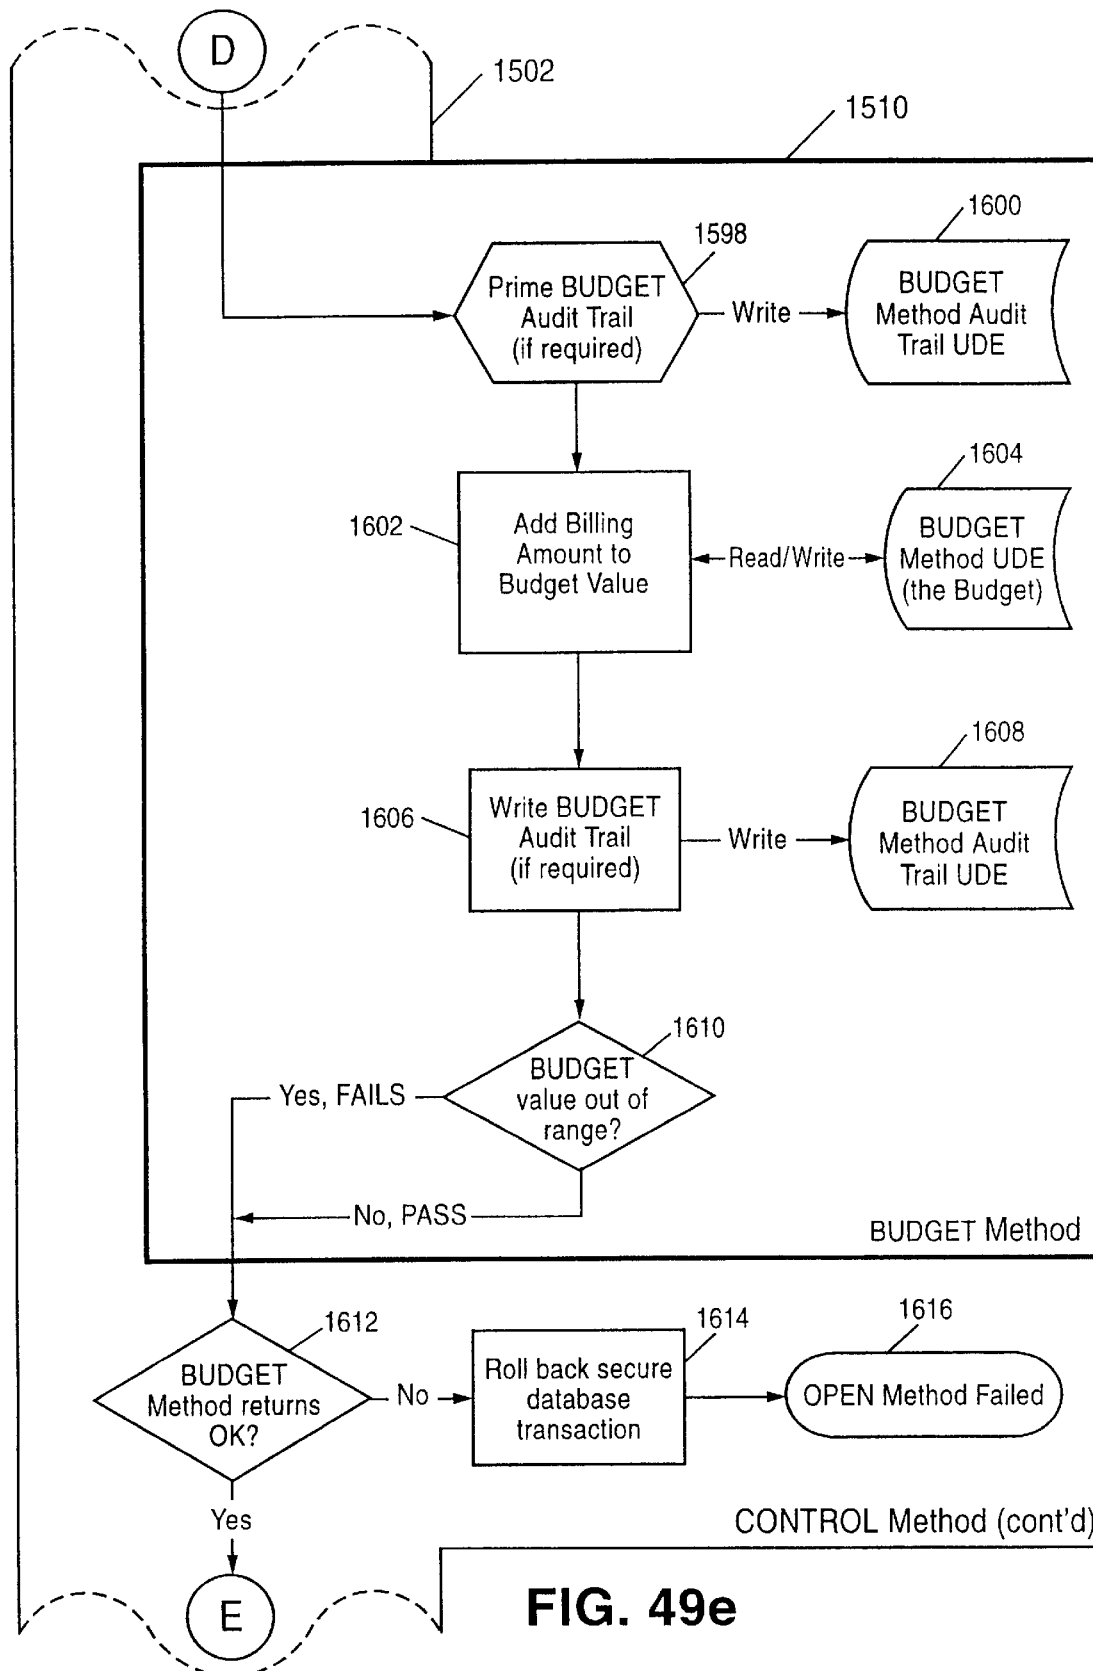 D
1502
1510
1598
1600
Prime BUDGET
Audit Trail
(if required)
Write
BUDGET
Method Audit
Trail UDE
1602
Add Billing
Amount to
Budget Value
Read/Write
1604
BUDGET
Method UDE
(the Budget)
1606
Write BUDGET
Audit Trail
(if required)
Write
1608
BUDGET
Method Audit
Trail UDE
1610
BUDGET
value out of
range?
Yes, FAILS
No, PASS
BUDGET Method
1612
BUDGET
Method returns
OK?
No
1614
Roll back secure
database
transaction
1616
OPEN Method Failed
Yes
CONTROL Method (cont'd)
E
FIG. 49e